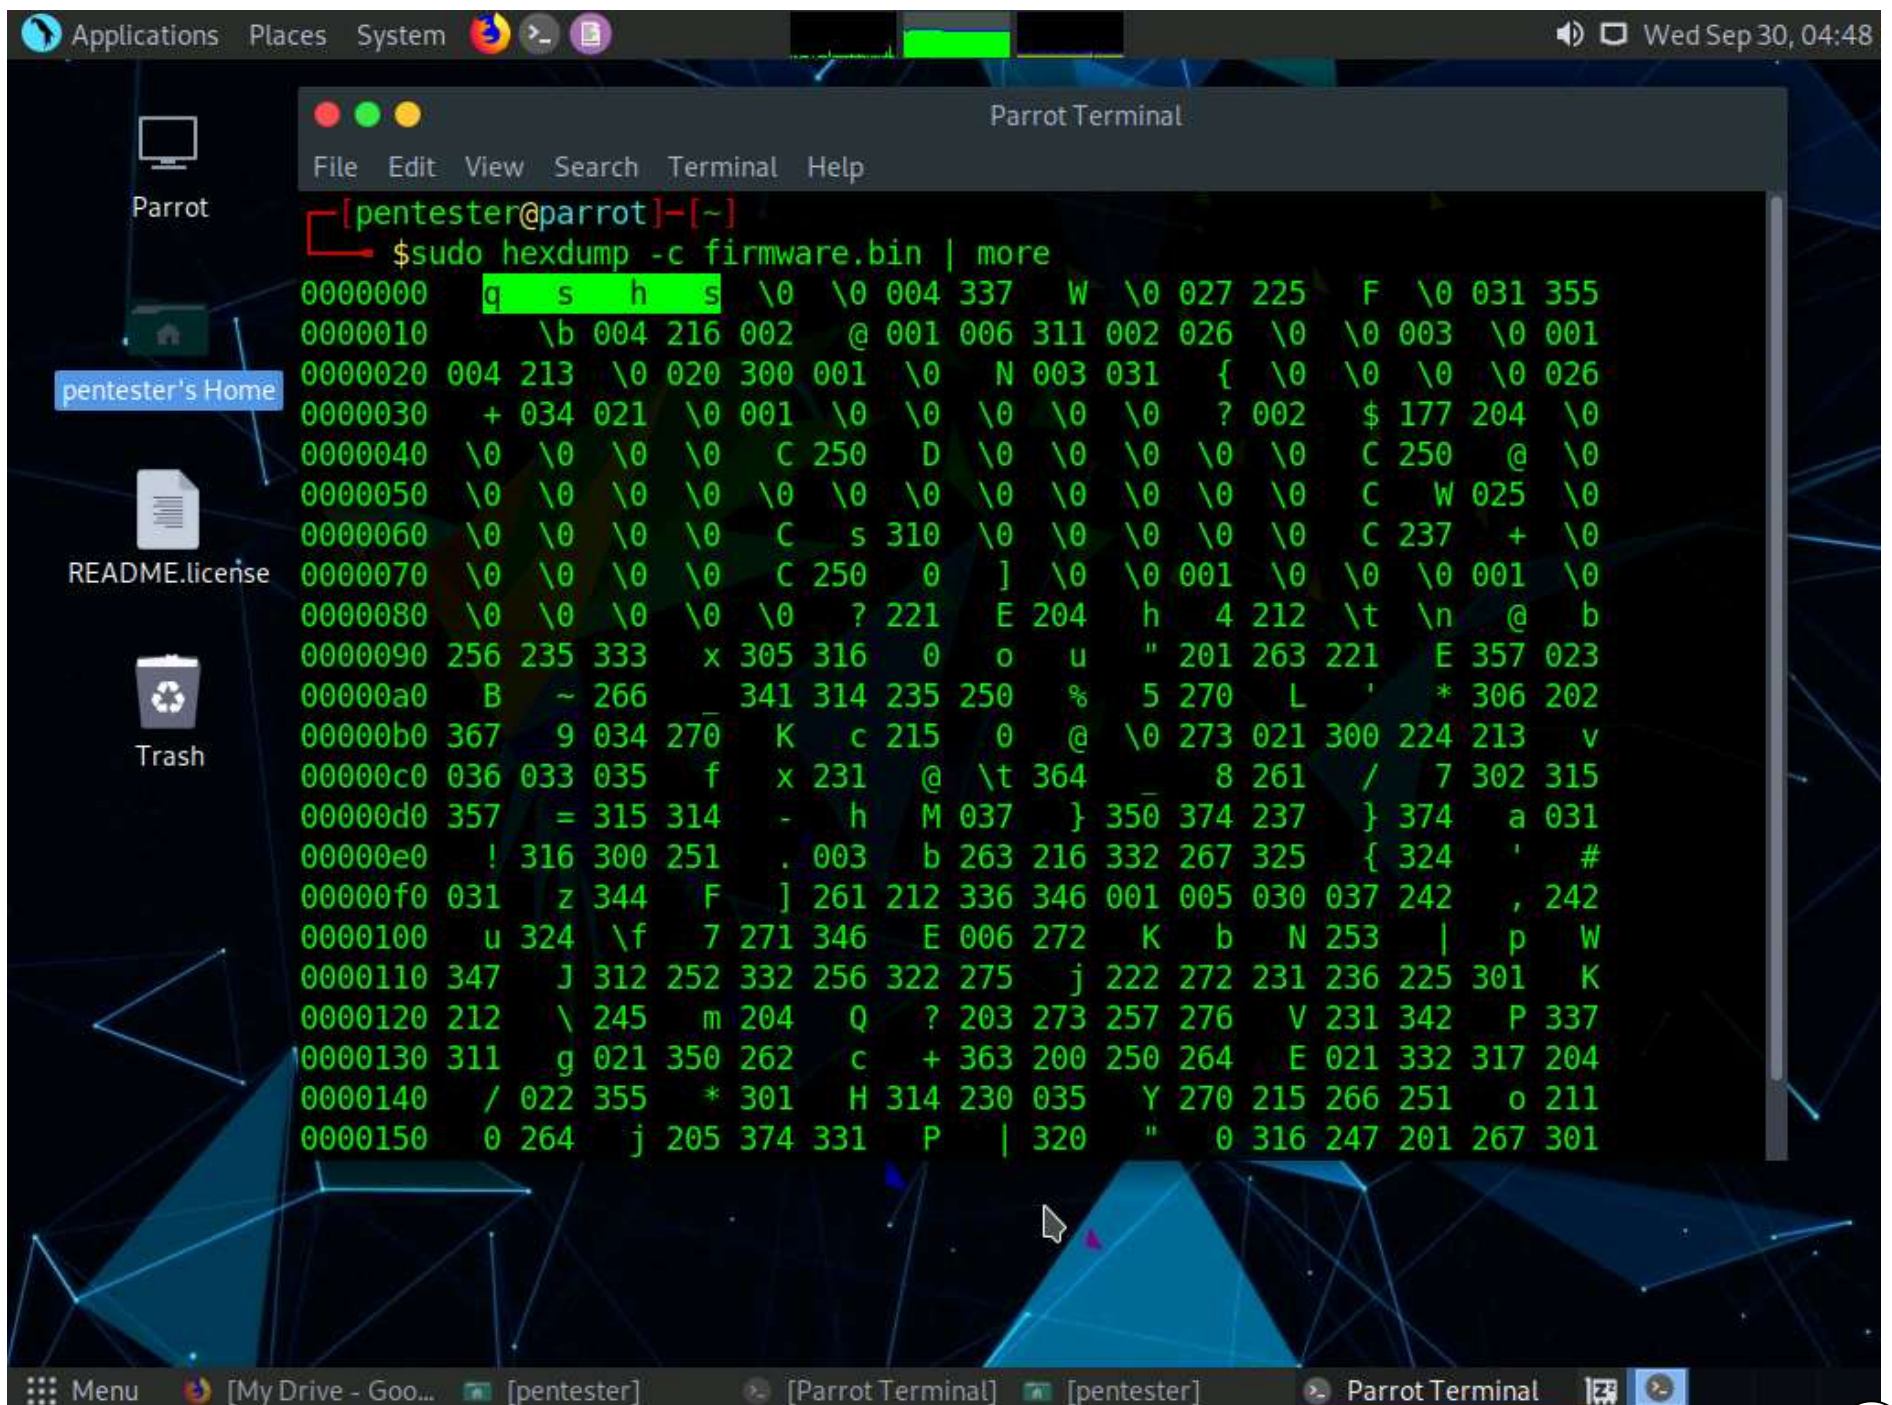 Applications Places System Wed Sep 30, 04:48
Parrot Terminal
File Edit View Search Terminal Help
Parrot
pentester's Home
README.license
Trash
[pentester@parrot]-[~]
$sudo hexdump -c firmware.bin | more
0000000 q s h s \0 \0 004 337 W \0 027 225 F \0 031 355
0000010 \b 004 216 002 @ 001 006 311 002 026 \0 \0 003 \0 001
0000020 004 213 \0 020 300 001 \0 N 003 031 { \0 \0 \0 \0 026
0000030 + 034 021 \0 001 \0 \0 \0 \0 \0 ? 002 $ 177 204 \0
0000040 \0 \0 \0 \0 C 250 D \0 \0 \0 \0 \0 C 250 @ \0
0000050 \0 \0 \0 \0 \0 \0 \0 \0 \0 \0 \0 \0 C W 025 \0
0000060 \0 \0 \0 \0 C s 310 \0 \0 \0 \0 \0 C 237 + \0
0000070 \0 \0 \0 \0 C 250 0 ] \0 \0 001 \0 \0 \0 001 \0
0000080 \0 \0 \0 \0 \0 ? 221 E 204 h 4 212 \t \n @ b
0000090 256 235 333 x 305 316 0 o u " 201 263 221 E 357 023
00000a0 B ~ 266 _ 341 314 235 250 % 5 270 L ' * 306 202
00000b0 367 9 034 270 K c 215 0 @ \0 273 021 300 224 213 v
00000c0 036 033 035 f x 231 @ \t 364 _ 8 261 / 7 302 315
00000d0 357 = 315 314 - h M 037 } 350 374 237 } 374 a 031
00000e0 ! 316 300 251 . 003 b 263 216 332 267 325 { 324 ' #
00000f0 031 z 344 F ] 261 212 336 346 001 005 030 037 242 , 242
0000100 u 324 \f 7 271 346 E 006 272 K b N 253 | p W
0000110 347 J 312 252 332 256 322 275 j 222 272 231 236 225 301 K
0000120 212 \ 245 m 204 Q ? 203 273 257 276 V 231 342 P 337
0000130 311 g 021 350 262 c + 363 200 250 264 E 021 332 317 204
0000140 / 022 355 * 301 H 314 230 035 Y 270 215 266 251 o 211
0000150 0 264 j 205 374 331 P | 320 " 0 316 247 201 267 301
Menu [My Drive - Goo... [pentester] [Parrot Terminal] [pentester] Parrot Terminal